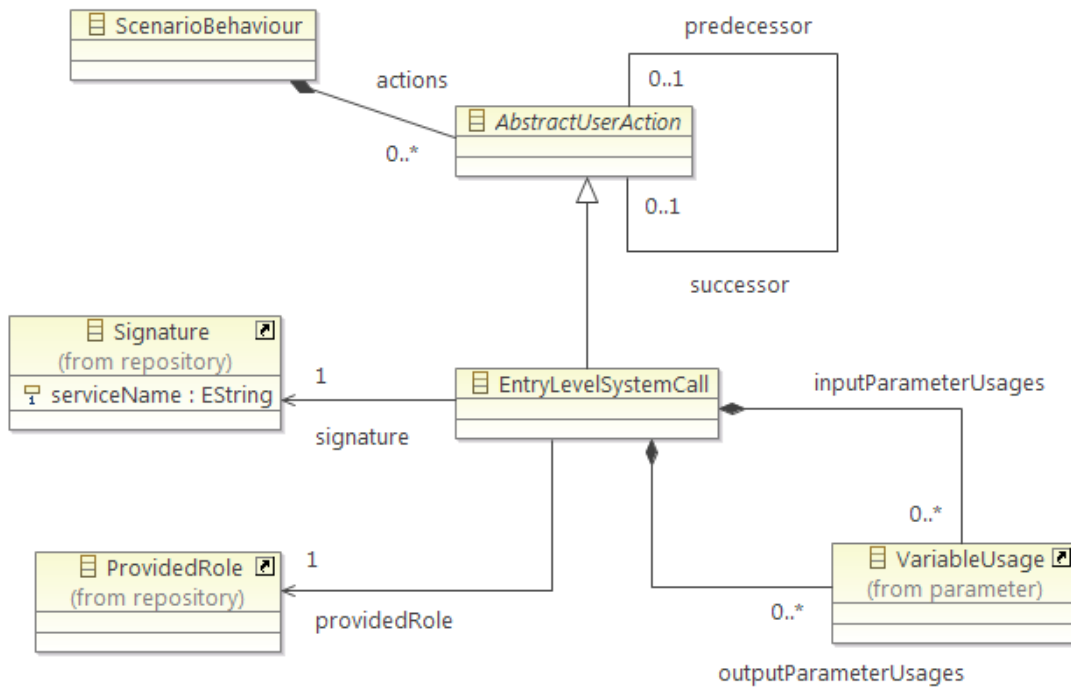 ScenarioBehaviour
predecessor
actions
0..1
AbstractUserAction
0..*
0..1
successor
Signature
(from repository)
serviceName : EString
1
signature
EntryLevelSystemCall
inputParameterUsages
0..*
ProvidedRole
(from repository)
1
providedRole
VariableUsage
(from parameter)
0..*
outputParameterUsages